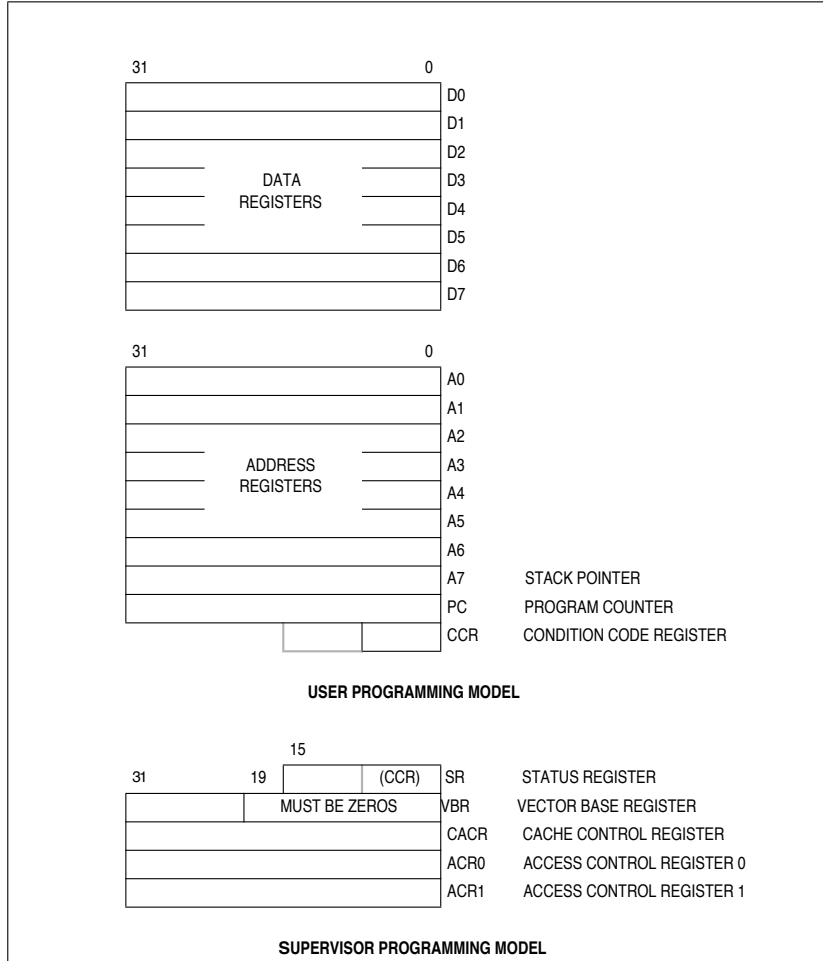 31 0
D0
D1
D2
DATA D3
REGISTERS D4
D5
D6
D7
31 0
A0
A1
A2
ADDRESS A3
REGISTERS A4
A5
A6
A7 STACK POINTER
PC PROGRAM COUNTER
CCR CONDITION CODE REGISTER
USER PROGRAMMING MODEL
15
31 19 (CCR) SR STATUS REGISTER
MUST BE ZEROS VBR VECTOR BASE REGISTER
CACR CACHE CONTROL REGISTER
ACR0 ACCESS CONTROL REGISTER 0
ACR1 ACCESS CONTROL REGISTER 1
SUPERVISOR PROGRAMMING MODEL